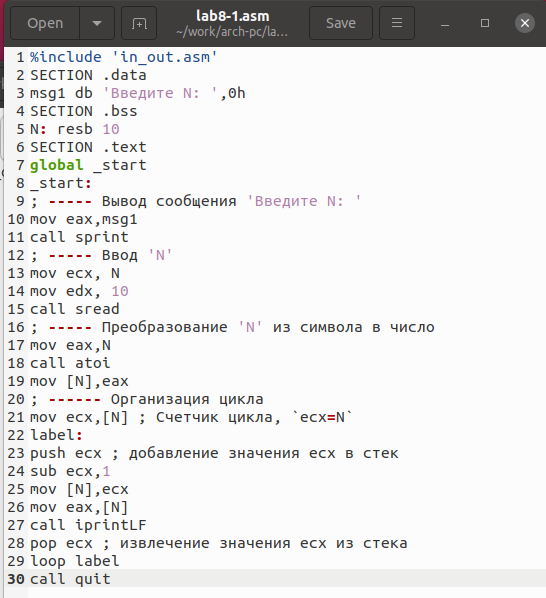 Open
lab8-1.asm
~/work/arch-pc/la...
Save
1 %include 'in_out.asm'
2 SECTION .data
3 msg1 db 'Введите N: ',0h
4 SECTION .bss
5 N: resb 10
6 SECTION .text
7 global _start
8 _start:
9 ; ----- Вывод сообщения 'Введите N: '
10 mov eax,msg1
11 call sprint
12 ; ----- Ввод 'N'
13 mov ecx, N
14 mov edx, 10
15 call sread
16 ; ----- Преобразование 'N' из символа в число
17 mov eax,N
18 call atoi
19 mov [N],eax
20 ; ------ Организация цикла
21 mov ecx,[N] ; Счетчик цикла, `ecx=N`
22 label:
23 push ecx ; добавление значения ecx в стек
24 sub ecx,1
25 mov [N],ecx
26 mov eax,[N]
27 call iprintLF
28 pop ecx ; извлечение значения ecx из стека
29 loop label
30 call quit